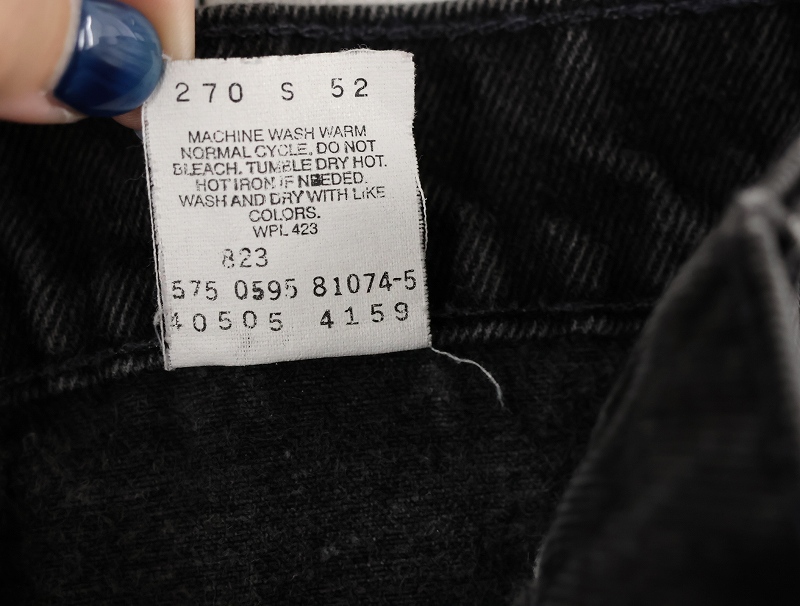 270 S 52
MACHINE WASH WARM
NORMAL CYCLE. DO NOT
BLEACH. TUMBLE DRY HOT.
HOT IRON IF NEEDED.
WASH AND DRY WITH LIKE
COLORS.
WPL 423
823
575 0595 81074-5
40505 4159